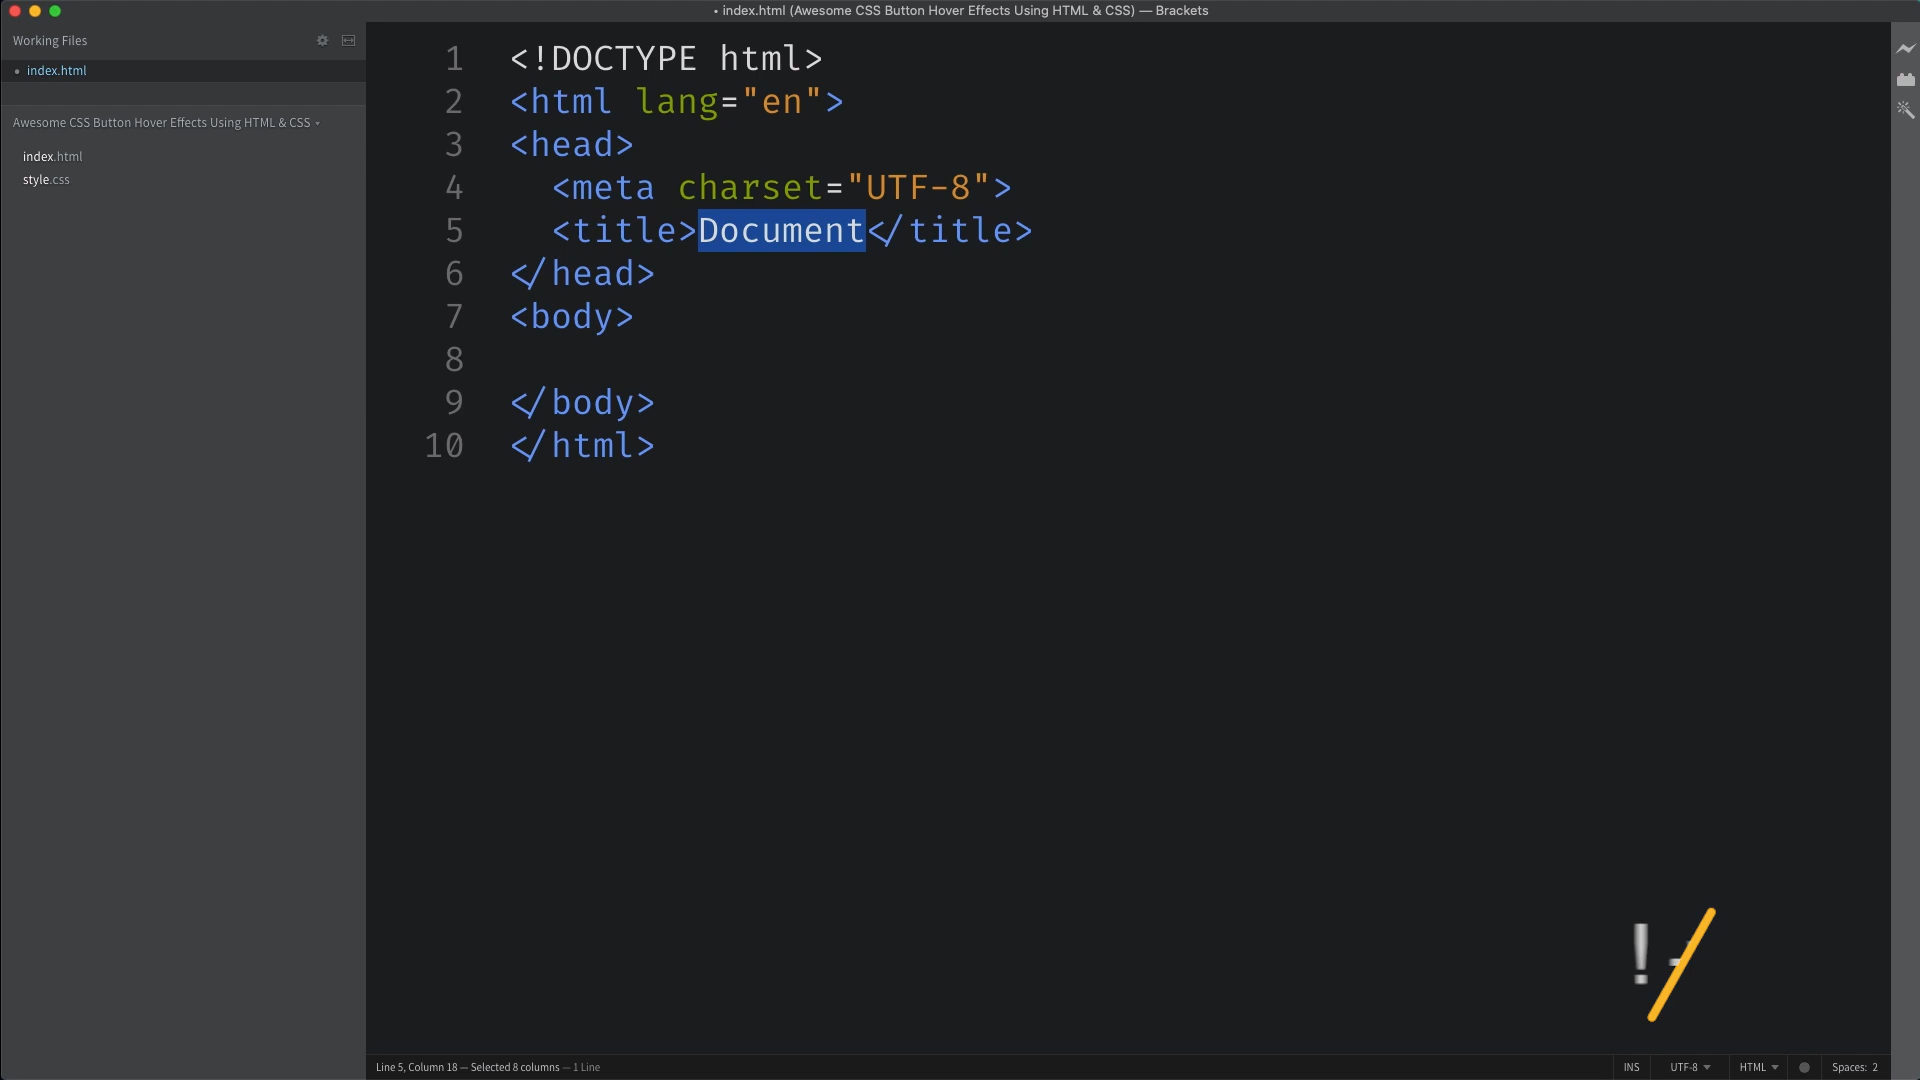 • index.html (Awesome CSS Button Hover Effects Using HTML & CSS) — Brackets
Working Files
• index.html
Awesome CSS Button Hover Effects Using HTML & CSS
index.html
style.css
1 <!DOCTYPE html>
2 <html lang="en">
3 <head>
4 <meta charset="UTF-8">
5 <title>Document</title>
6 </head>
7 <body>
8
9 </body>
10 </html>
!
Line 5, Column 18 — Selected 8 columns — 1 Line
INS
UTF-8
HTML
Spaces: 2